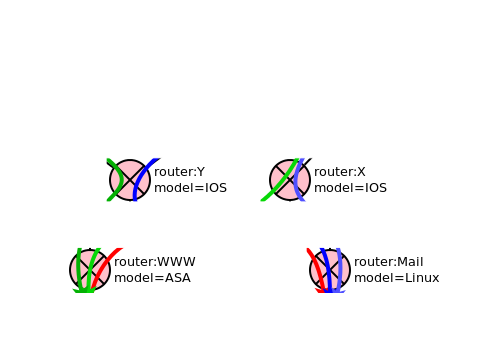 router:Y
model=IOS
router:X
model=IOS
router:WWW
model=ASA
router:Mail
model=Linux